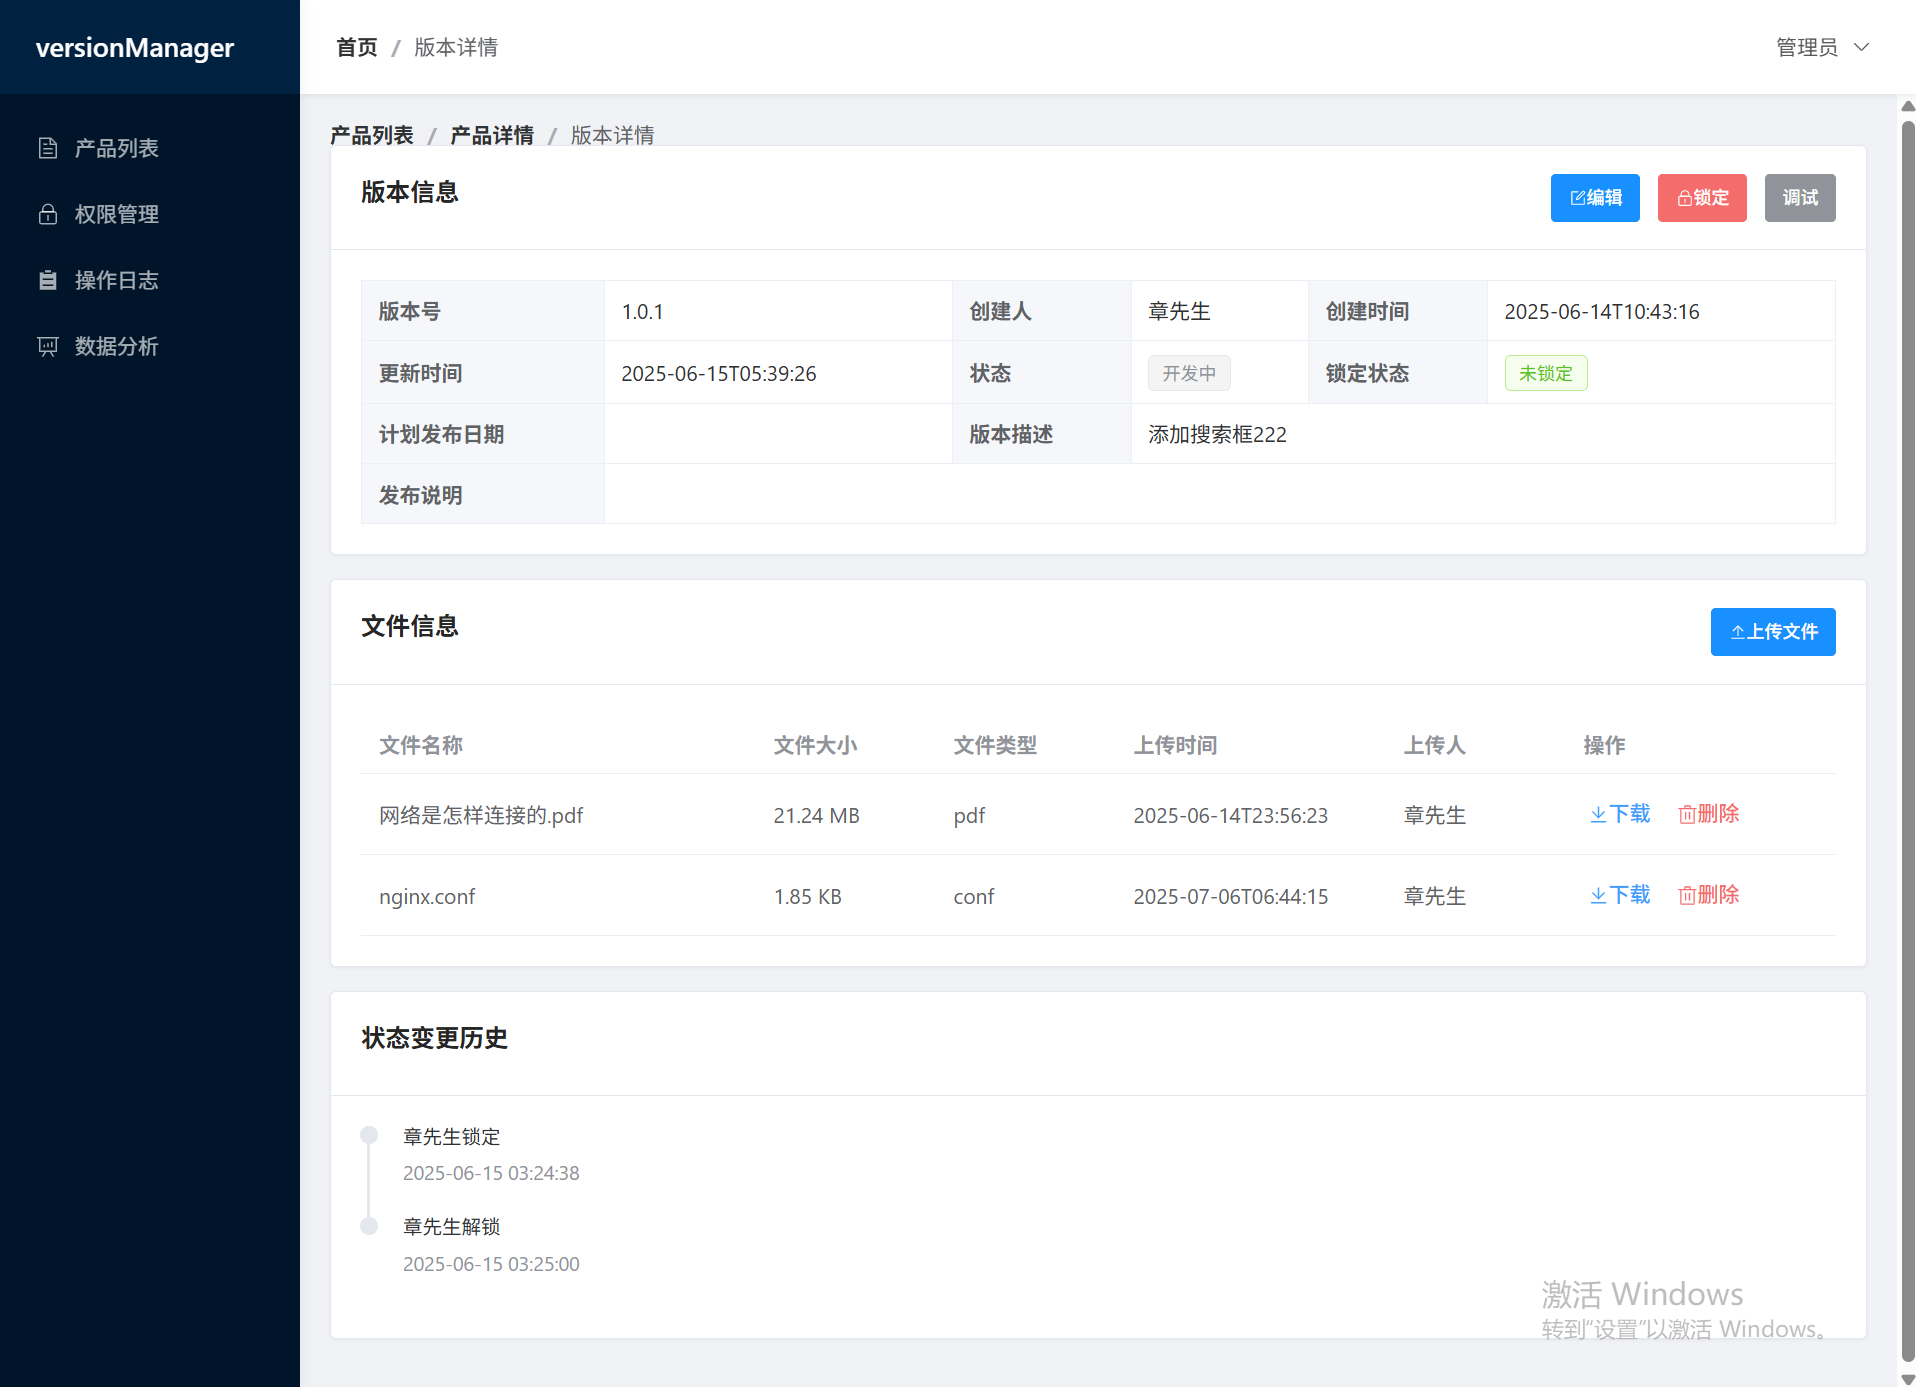 versionManager
首页 / 版本详情
管理员
产品列表
权限管理
操作日志
数据分析
产品列表 / 产品详情 / 版本详情
版本信息
编辑 锁定 调试
版本号 1.0.1 创建人 章先生 创建时间 2025-06-14T10:43:16
更新时间 2025-06-15T05:39:26 状态 开发中 锁定状态 未锁定
计划发布日期 版本描述 添加搜索框222
发布说明
文件信息
上传文件
文件名称 文件大小 文件类型 上传时间 上传人 操作
网络是怎样连接的.pdf 21.24 MB pdf 2025-06-14T23:56:23 章先生 下载 删除
nginx.conf 1.85 KB conf 2025-07-06T06:44:15 章先生 下载 删除
状态变更历史
章先生锁定
2025-06-15 03:24:38
章先生解锁
2025-06-15 03:25:00
激活 Windows
转到“设置”以激活 Windows。